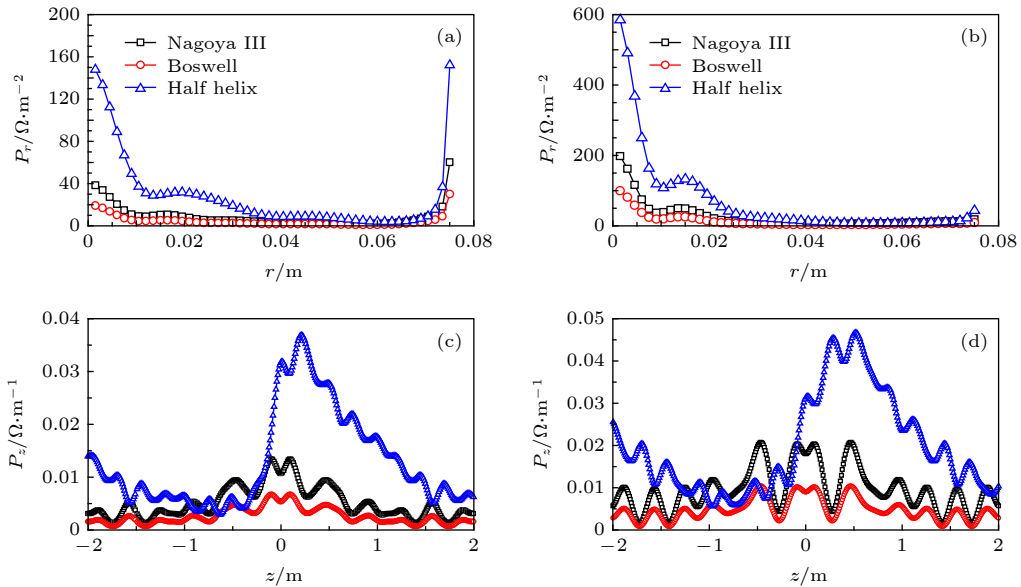 200
160
120
80
40
0
P_r/Ω·m⁻²
Nagoya III
Boswell
Half helix
(a)
0
0.02
0.04
0.06
0.08
r/m
600
400
200
0
P_r/Ω·m⁻²
Nagoya III
Boswell
Half helix
(b)
0
0.02
0.04
0.06
0.08
r/m
0.04
0.03
0.02
0.01
0
P_z/Ω·m⁻¹
(c)
−2
−1
0
1
2
z/m
0.05
0.04
0.03
0.02
0.01
0
P_z/Ω·m⁻¹
(d)
−2
−1
0
1
2
z/m